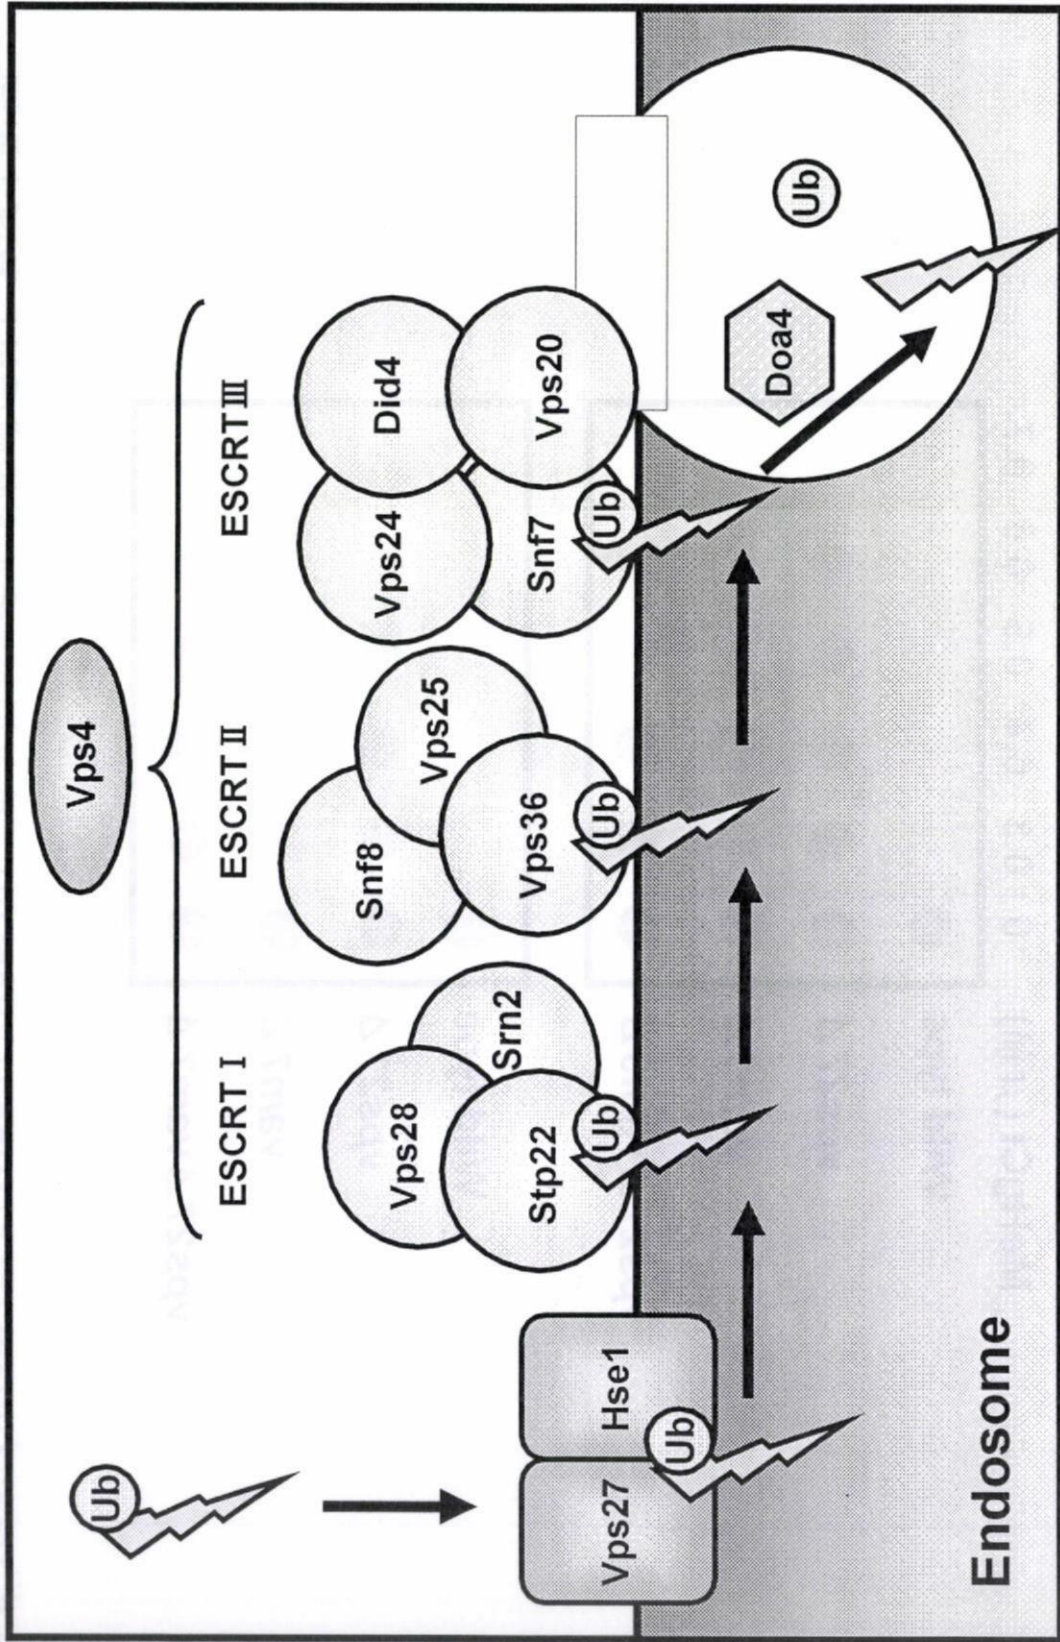 Vps4
ESCRT I
ESCRT II
ESCRT III
Ub
Vps28
Srn2
Stp22
Ub
Snf8
Vps25
Vps36
Ub
Vps24
Did4
Snf7
Vps20
Ub
Vps27
Hse1
Ub
Doa4
Ub
Endosome